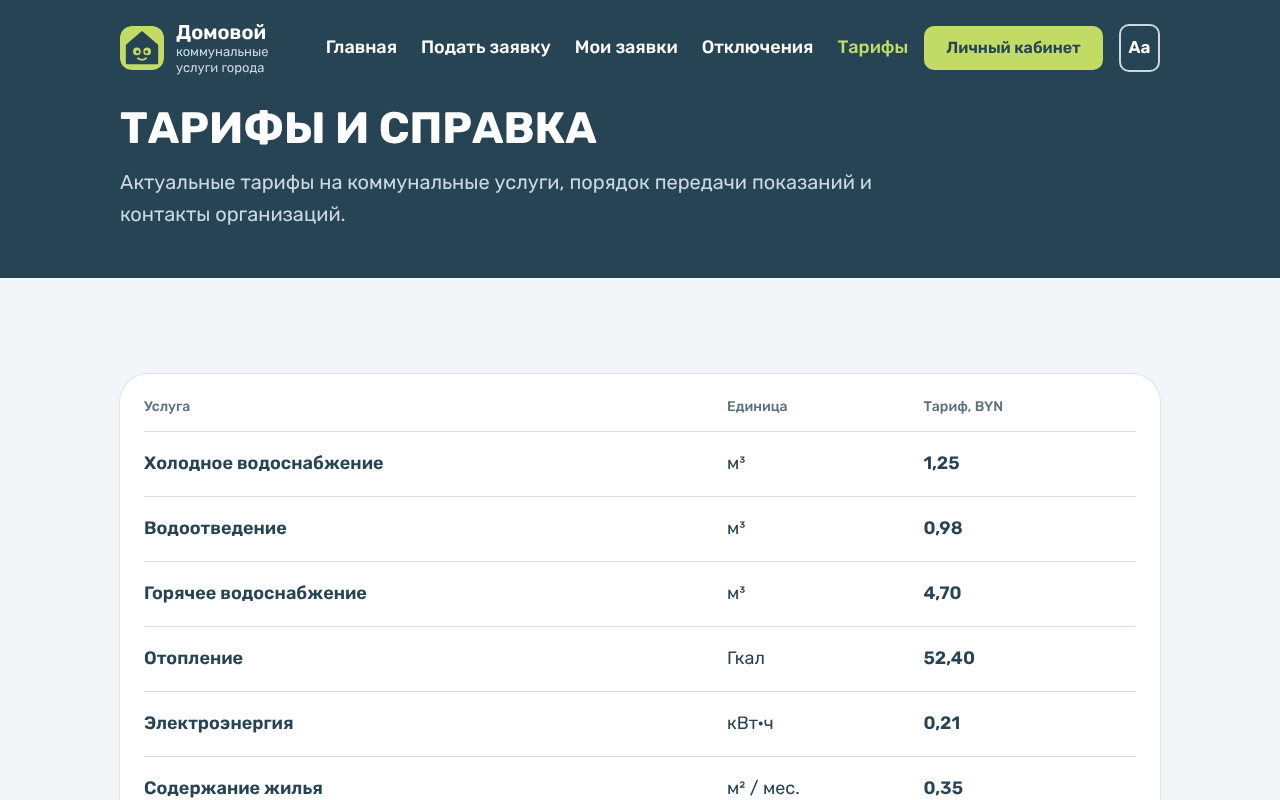 Домовой
коммунальные
услуги города
Главная
Подать заявку
Мои заявки
Отключения
Тарифы
Личный кабинет
Aa
ТАРИФЫ И СПРАВКА
Актуальные тарифы на коммунальные услуги, порядок передачи показаний и
контакты организаций.
Услуга Единица Тариф, BYN
Холодное водоснабжение м³ 1,25
Водоотведение м³ 0,98
Горячее водоснабжение м³ 4,70
Отопление Гкал 52,40
Электроэнергия кВт·ч 0,21
Содержание жилья м² / мес. 0,35